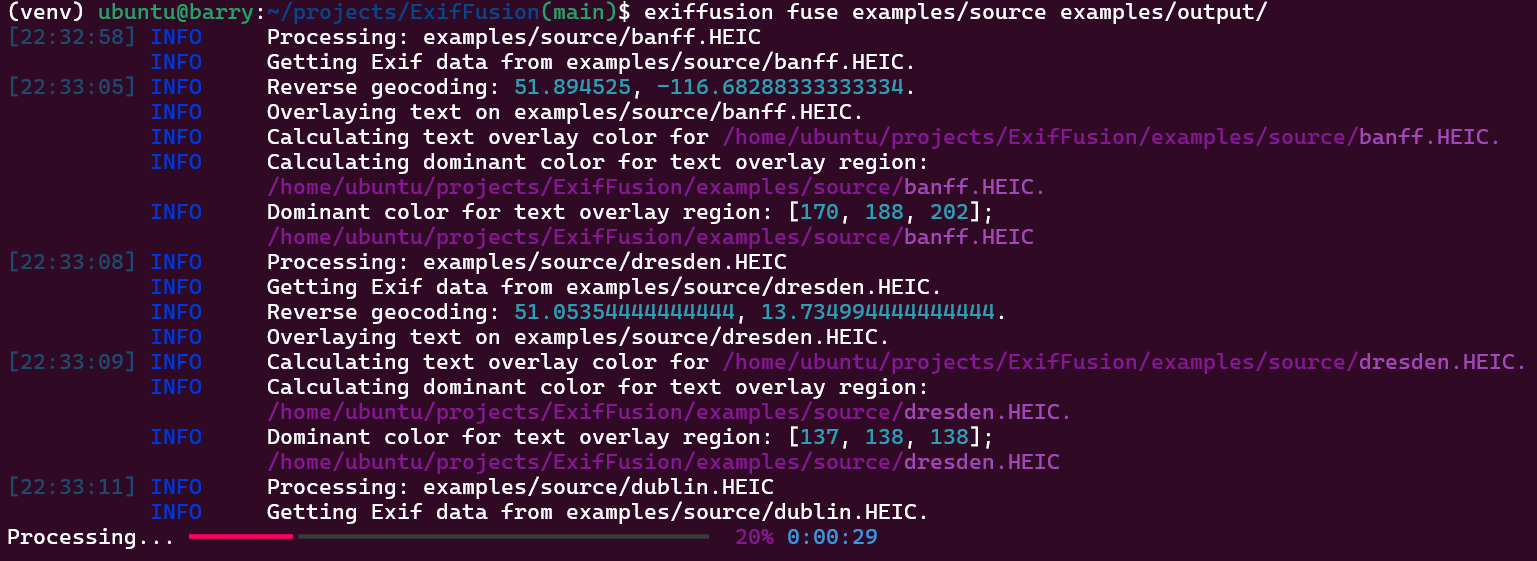 (venv) ubuntu@barry:~/projects/ExifFusion(main)$ exiffusion fuse examples/source examples/output/
[22:32:58] INFO Processing: examples/source/banff.HEIC
INFO Getting Exif data from examples/source/banff.HEIC.
[22:33:05] INFO Reverse geocoding: 51.894525, -116.68288333333334.
INFO Overlaying text on examples/source/banff.HEIC.
INFO Calculating text overlay color for /home/ubuntu/projects/ExifFusion/examples/source/banff.HEIC.
INFO Calculating dominant color for text overlay region:
/home/ubuntu/projects/ExifFusion/examples/source/banff.HEIC.
INFO Dominant color for text overlay region: [170, 188, 202];
/home/ubuntu/projects/ExifFusion/examples/source/banff.HEIC
[22:33:08] INFO Processing: examples/source/dresden.HEIC
INFO Getting Exif data from examples/source/dresden.HEIC.
INFO Reverse geocoding: 51.05354444444444, 13.734994444444444.
INFO Overlaying text on examples/source/dresden.HEIC.
[22:33:09] INFO Calculating text overlay color for /home/ubuntu/projects/ExifFusion/examples/source/dresden.HEIC.
INFO Calculating dominant color for text overlay region:
/home/ubuntu/projects/ExifFusion/examples/source/dresden.HEIC.
INFO Dominant color for text overlay region: [137, 138, 138];
/home/ubuntu/projects/ExifFusion/examples/source/dresden.HEIC
[22:33:11] INFO Processing: examples/source/dublin.HEIC
INFO Getting Exif data from examples/source/dublin.HEIC.
Processing... 20% 0:00:29